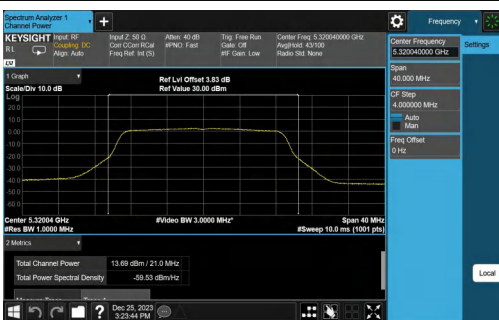 Spectrum Analyzer 1
Channel Power
+
Frequency
KEYSIGHT Input: RF
RL
Coupling: DC
Align: Auto
Input Z: 50 Ω
Corr CCorr RCal
Freq Ref: Int (S)
Atten: 40 dB
#PNO: Fast
Trig: Free Run
Gate: Off
#IF Gain: Low
Center Freq: 5.320040000 GHz
Avg|Hold: 43/100
Radio Std: None
LW
1 Graph
Scale/Div 10.0 dB
Ref Lvl Offset 3.83 dB
Ref Value 30.00 dBm
Log
20.0
10.0
0.00
-10.0
-20.0
-30.0
-40.0
-50.0
-60.0
Center 5.32004 GHz
#Res BW 1.0000 MHz
#Video BW 3.0000 MHz*
Span 40 MHz
#Sweep 10.0 ms (1001 pts)
2 Metrics
Total Channel Power 13.69 dBm / 21.0 MHz
Total Power Spectral Density -59.53 dBm/Hz
?
Dec 25, 2023
3:23:44 PM
Center Frequency
5.320040000 GHz
Span
40.000 MHz
CF Step
4.000000 MHz
Auto
Man
Freq Offset
0 Hz
Settings
Local